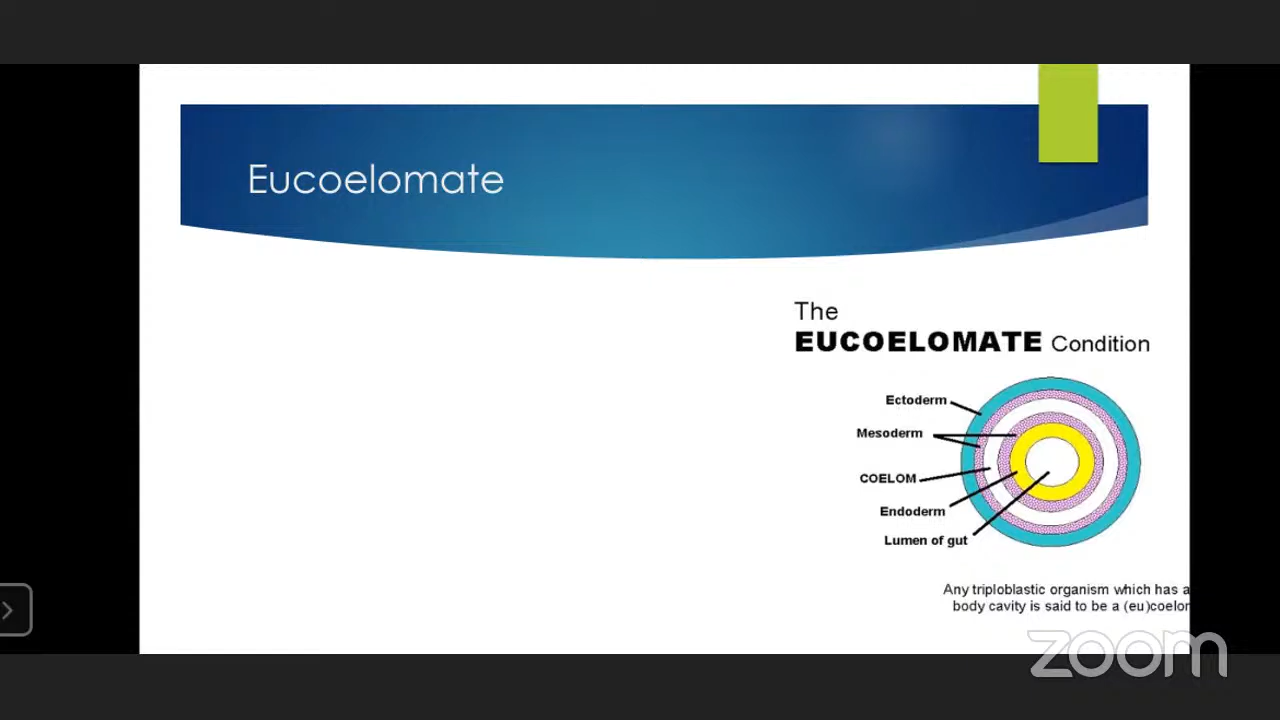 Eucoelomate
The
EUCOELOMATE Condition
Ectoderm
Mesoderm
COELOM
Endoderm
Lumen of gut
Any triploblastic organism which has a
body cavity is said to be a (eu)coelor
zoom